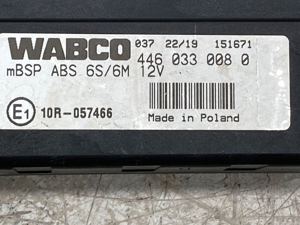 WABCO 037 22/19 151671
446 033 008 0
mBSP ABS 6S/6M 12V
E1 10R-057466 Made in Poland